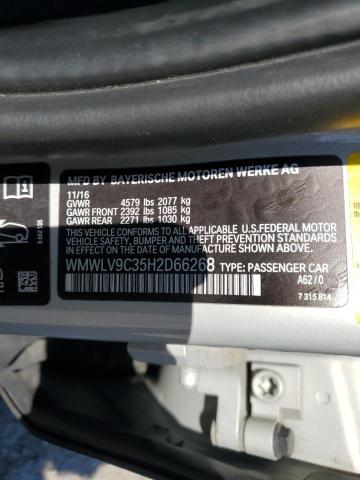 MFD BY BAYERISCHE MOTOREN WERKE AG
11/16
GVWR 4579 lbs 2077 kg
GAWR FRONT 2392 lbs 1085 kg
GAWR REAR 2271 lbs 1030 kg
THIS VEHICLE CONFORMS TO ALL APPLICABLE U.S.FEDERAL MOTOR
VEHICLE SAFETY, BUMPER, AND THEFT PREVENTION STANDARDS
IN EFFECT ON THE DATE OF MANUFACTURE SHOWN ABOVE.
WMWLV9C35H2D66268 TYPE: PASSENGER CAR
A62/0
7 315 814